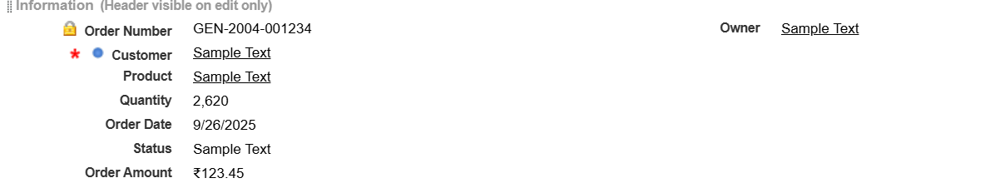 Information (Header visible on edit only)
Order Number GEN-2004-001234 Owner Sample Text
* Customer Sample Text
Product Sample Text
Quantity 2,620
Order Date 9/26/2025
Status Sample Text
Order Amount ₹123.45